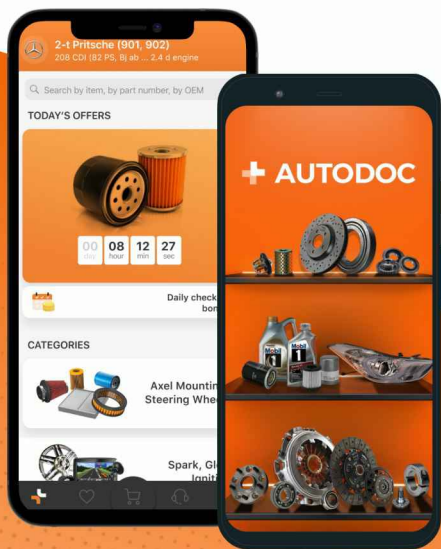 2-t Pritsche (901, 902)
208 CDI (82 PS, Bj ab ... 2,4 d engine
Search by item, by part number, by OEM
TODAY'S OFFERS
00 08 12 27
day hour min sec
Daily check
bon
CATEGORIES
Axel Mountin
Steering Whee
Spark, Gl
Igniti
AUTODOC
Mobil
1
Mobil
1